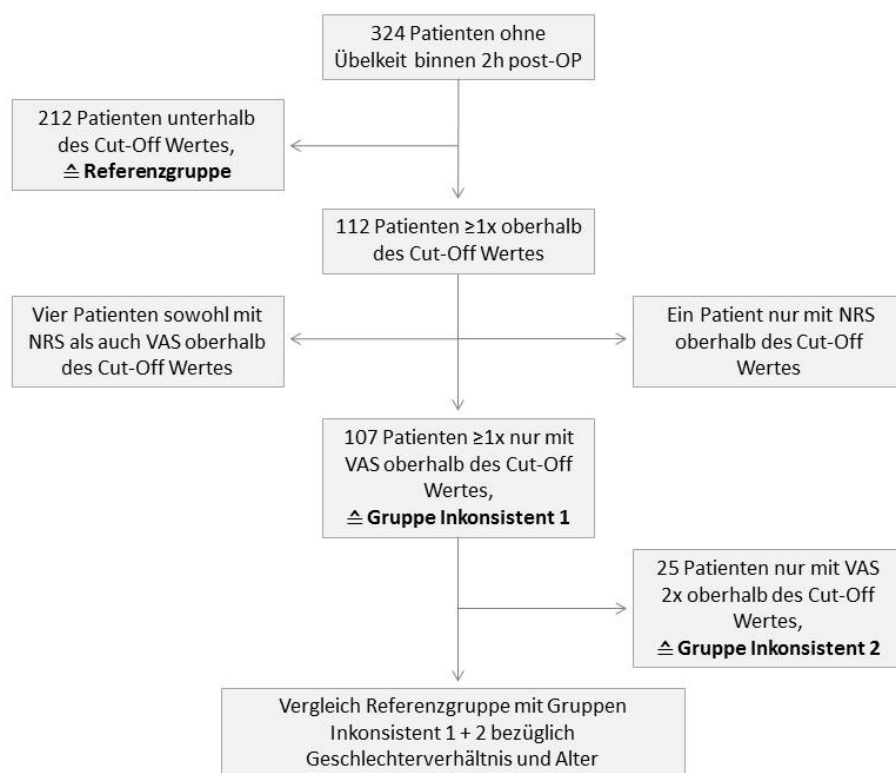 324 Patienten ohne
Übelkeit binnen 2h post-OP
212 Patienten unterhalb
des Cut-Off Wertes,
≙ Referenzgruppe
112 Patienten ≥1x oberhalb
des Cut-Off Wertes
Vier Patienten sowohl mit
NRS als auch VAS oberhalb
des Cut-Off Wertes
Ein Patient nur mit NRS
oberhalb des Cut-Off
Wertes
107 Patienten ≥1x nur mit
VAS oberhalb des Cut-Off
Wertes,
≙ Gruppe Inkonsistent 1
25 Patienten nur mit VAS
2x oberhalb des Cut-Off
Wertes,
≙ Gruppe Inkonsistent 2
Vergleich Referenzgruppe mit Gruppen
Inkonsistent 1 + 2 bezüglich
Geschlechterverhältnis und Alter